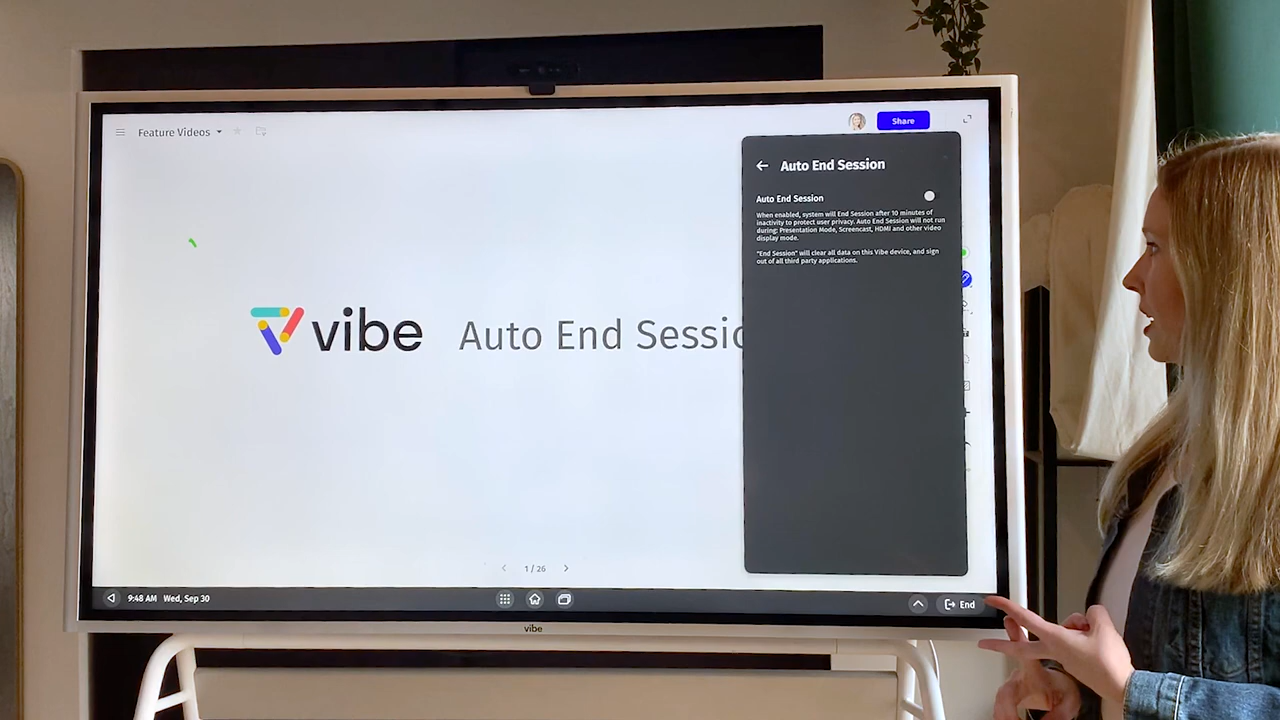 Feature Videos
Share
Auto End Session
Auto End Session
When enabled, system will End Session after 10 minutes of
inactivity to protect user privacy. Auto End Session will not run
during: Presentation Mode, Screencast, HDMI and other video
display mode.
"End Session" will clear all data on this Vibe device, and sign
out of all third party applications.
vibe Auto End Sessio
1 / 26
9:48 AM Wed, Sep 30
End
vibe